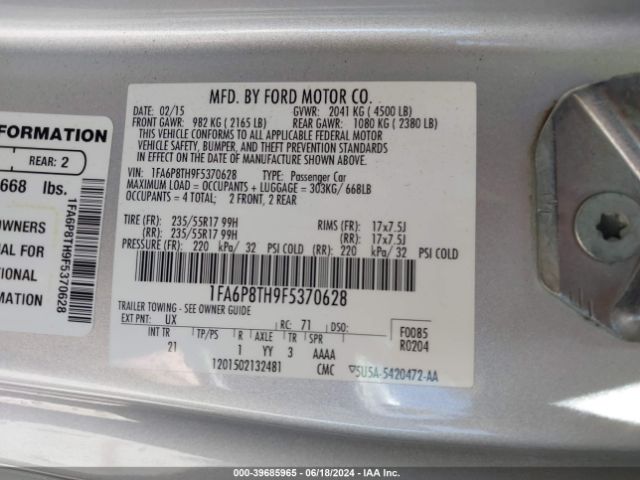 MFD. BY FORD MOTOR CO.
DATE: 02/15 GVWR: 2041 KG ( 4500 LB)
FRONT GAWR: 982 KG ( 2165 LB) REAR GAWR: 1080 KG ( 2380 LB)
THIS VEHICLE CONFORMS TO ALL APPLICABLE FEDERAL MOTOR
VEHICLE SAFETY, BUMPER, AND THEFT PREVENTION STANDARDS
IN EFFECT ON THE DATE OF MANUFACTURE SHOWN ABOVE.
VIN: 1FA6P8TH9F5370628 TYPE: Passenger Car
MAXIMUM LOAD = OCCUPANTS + LUGGAGE = 303KG/ 668LB
OCCUPANTS = 4 TOTAL; 2 FRONT, 2 REAR
TIRE (FR): 235/55R17 99H RIMS (FR): 17x7.5J
(RR): 235/55R17 99H (RR): 17x7.5J
PRESSURE (FR): 220 kPa/ 32 PSI COLD (RR): 220 kPa/ 32 PSI COLD
1FA6P8TH9F5370628
TRAILER TOWING - SEE OWNER GUIDE
EXT PNT: UX RC: 71 DSO: F0085
INT TR TP/PS R AXLE TR SPR R0204
21 1 YY 3 AAAA
1201502132481 CMC ▽SU5A-5420472-AA
FORMATION
REAR: 2
668 lbs.
OWNERS
UAL FOR
TIONAL
MATION
1FA6P8TH9F5370628
000-39685965 - 06/18/2024 - IAA Inc.